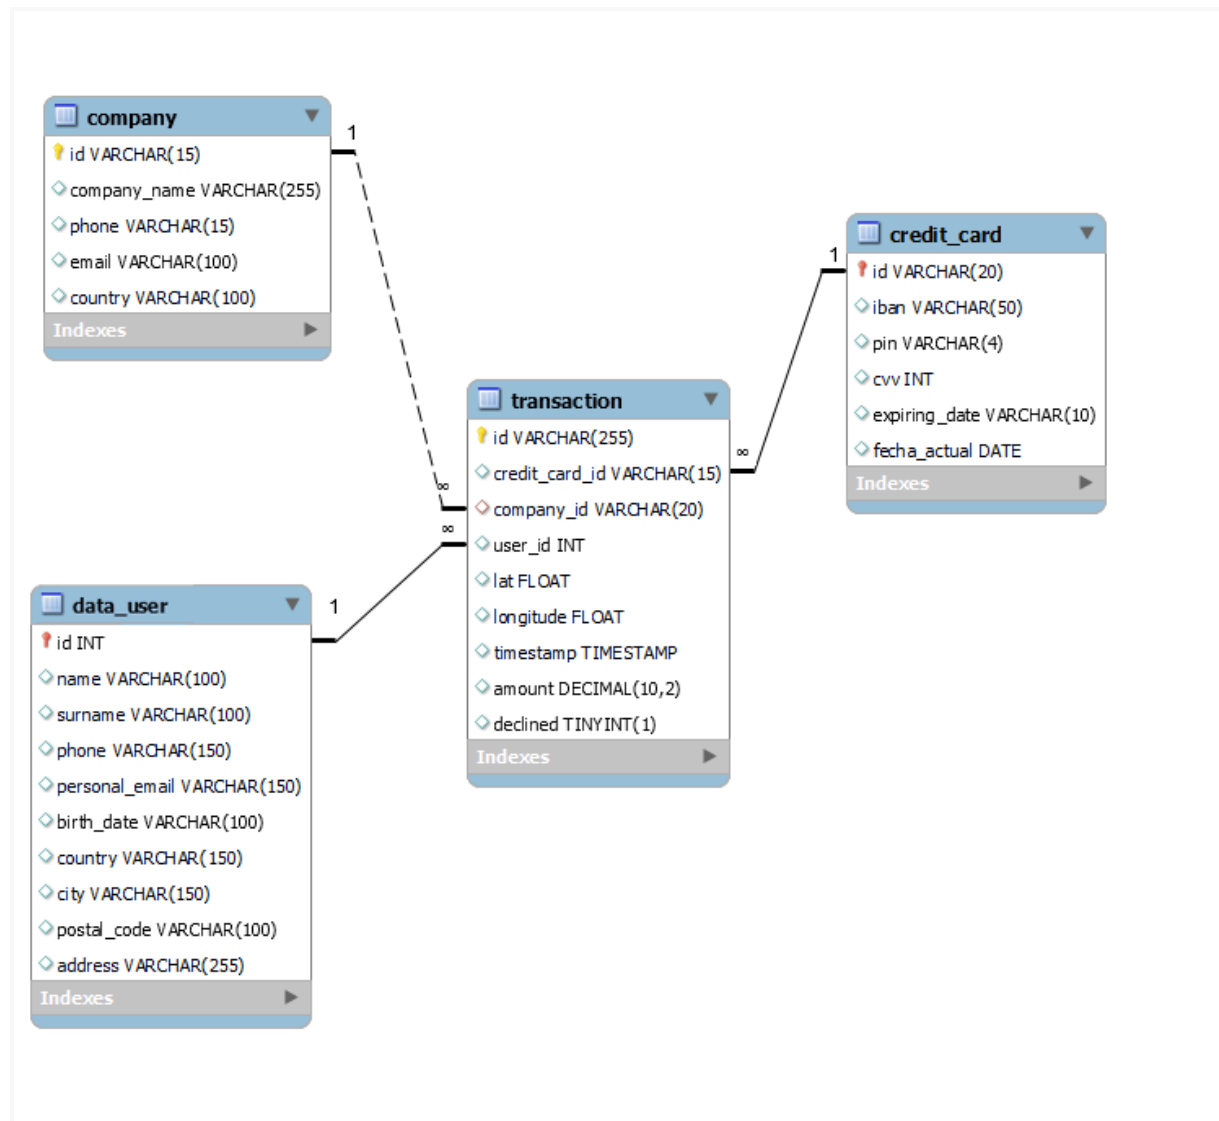 company
id VARCHAR(15)
company_name VARCHAR(255)
phone VARCHAR(15)
email VARCHAR(100)
country VARCHAR(100)
Indexes
1
∞
credit_card
id VARCHAR(20)
iban VARCHAR(50)
pin VARCHAR(4)
cvv INT
expiring_date VARCHAR(10)
fecha_actual DATE
Indexes
1
∞
transaction
id VARCHAR(255)
credit_card_id VARCHAR(15)
company_id VARCHAR(20)
user_id INT
lat FLOAT
longitude FLOAT
timestamp TIMESTAMP
amount DECIMAL(10,2)
declined TINYINT(1)
Indexes
∞
1
data_user
id INT
name VARCHAR(100)
surname VARCHAR(100)
phone VARCHAR(150)
personal_email VARCHAR(150)
birth_date VARCHAR(100)
country VARCHAR(150)
city VARCHAR(150)
postal_code VARCHAR(100)
address VARCHAR(255)
Indexes